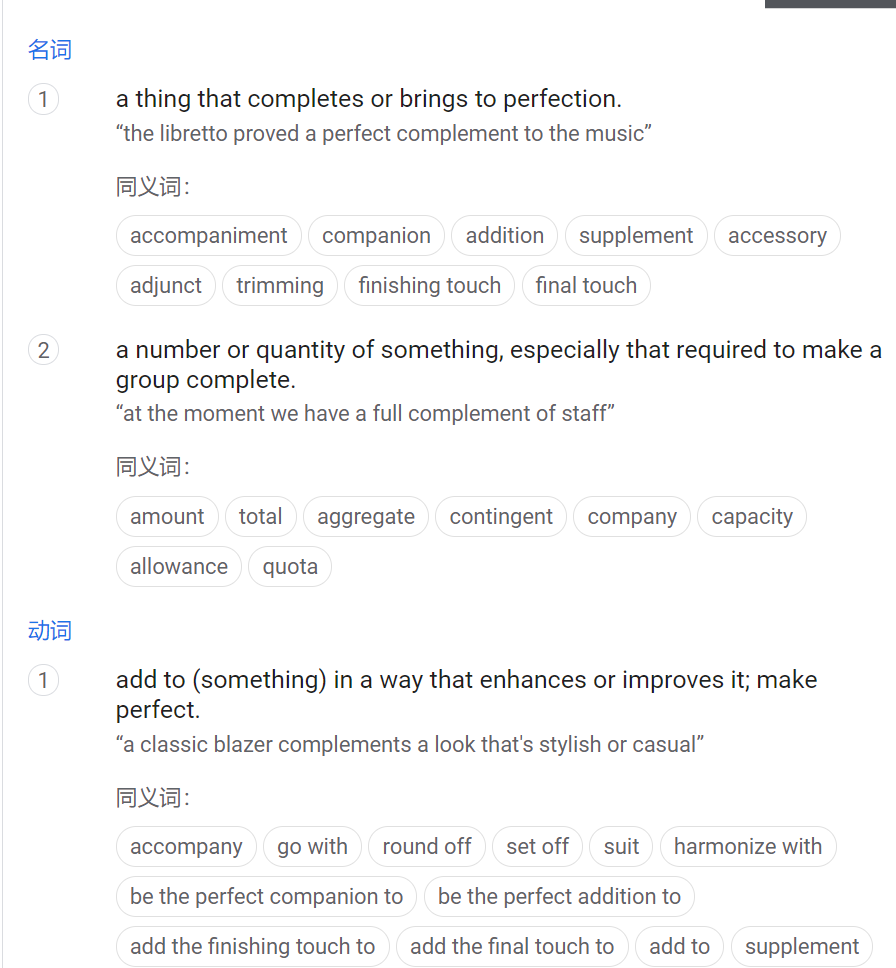 名词
1
a thing that completes or brings to perfection.
“the libretto proved a perfect complement to the music”
同义词：
accompaniment companion addition supplement accessory
adjunct trimming finishing touch final touch
2
a number or quantity of something, especially that required to make a
group complete.
“at the moment we have a full complement of staff”
同义词：
amount total aggregate contingent company capacity
allowance quota
动词
1
add to (something) in a way that enhances or improves it; make
perfect.
“a classic blazer complements a look that's stylish or casual”
同义词：
accompany go with round off set off suit harmonize with
be the perfect companion to be the perfect addition to
add the finishing touch to add the final touch to add to supplement